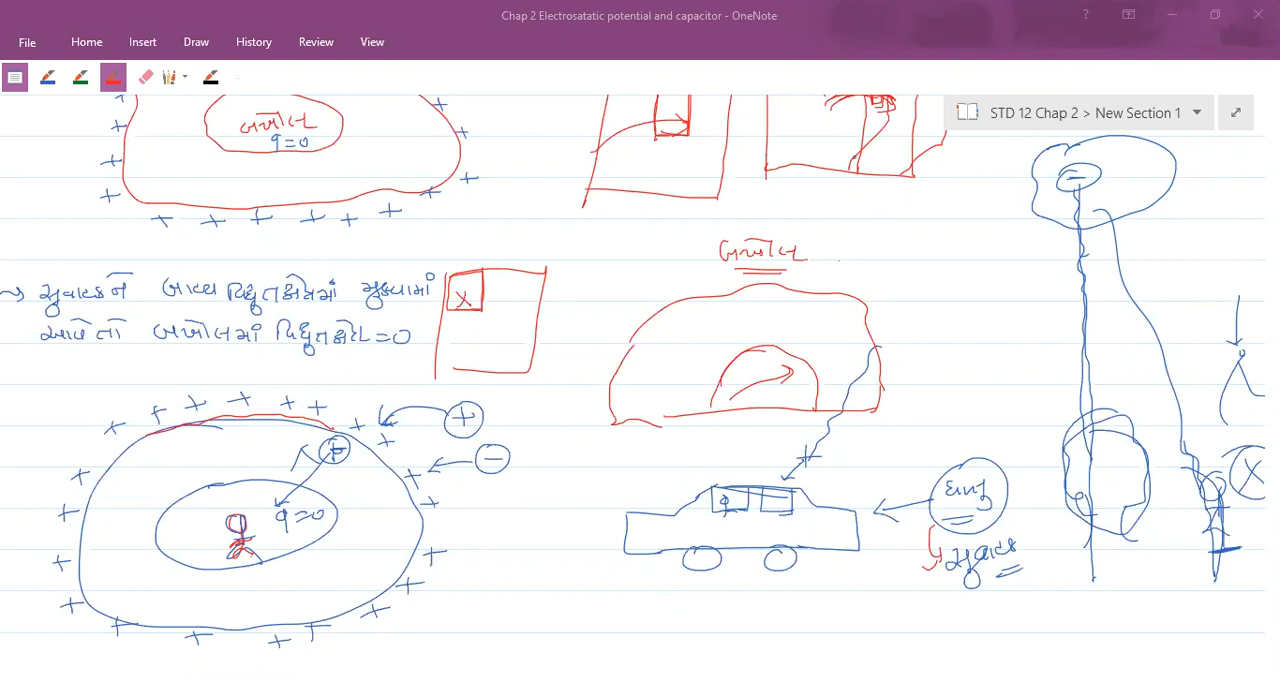 Chap 2 Electrosatatic potential and capacitor - OneNote
File Home Insert Draw History Review View
STD 12 Chap 2 > New Section 1
બખોલ
q=0
બખોલ
સુવાહકને બાહ્ય વિદ્યુતક્ષેત્રમાં મુકવામાં
આવે તો બખોલમાં વિદ્યુતક્ષેત્ર = 0
q=0
ધાતુ
સુવાહક